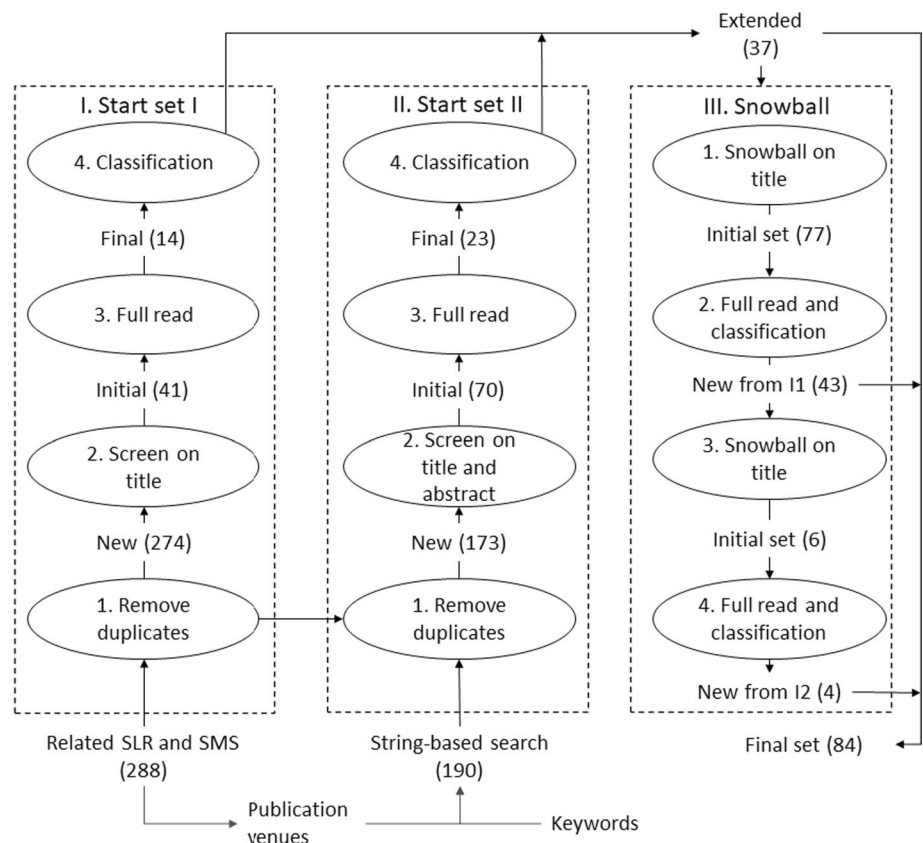 Extended
(37)
I. Start set I
4. Classification
Final (14)
3. Full read
Initial (41)
2. Screen on
title
New (274)
1. Remove
duplicates
Related SLR and SMS
(288)
II. Start set II
4. Classification
Final (23)
3. Full read
Initial (70)
2. Screen on
title and
abstract
New (173)
1. Remove
duplicates
String-based search
(190)
Publication
venues
Keywords
III. Snowball
1. Snowball on
title
Initial set (77)
2. Full read and
classification
New from I1 (43)
3. Snowball on
title
Initial set (6)
4. Full read and
classification
New from I2 (4)
Final set (84)